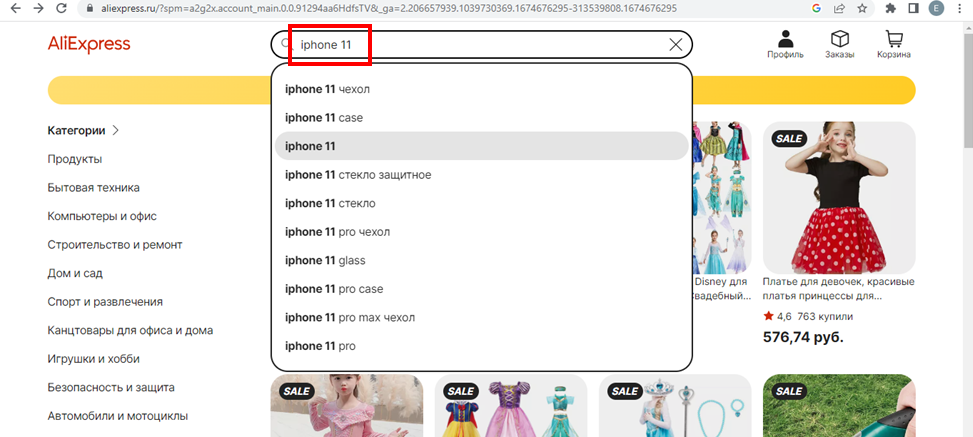 aliexpress.ru/?spm=a2g2x.account_main.0.0.91294aa6HdfsTV&_ga=2.206657939.1039730369.1674676295-313539808.1674676295
E
AliExpress
iphone 11
Профиль
Заказы
Корзина
iphone 11 чехол
iphone 11 case
iphone 11
iphone 11 стекло защитное
iphone 11 стекло
iphone 11 pro чехол
iphone 11 glass
iphone 11 pro case
iphone 11 pro max чехол
iphone 11 pro
Категории
Продукты
Бытовая техника
Компьютеры и офис
Строительство и ремонт
Дом и сад
Спорт и развлечения
Канцтовары для офиса и дома
Игрушки и хобби
Безопасность и защита
Автомобили и мотоциклы
Disney для
Свадебный...
SALE
Платье для девочек, красивые
платья принцессы для...
4,6 763 купили
576,74 руб.
SALE
SALE
SALE
SALE